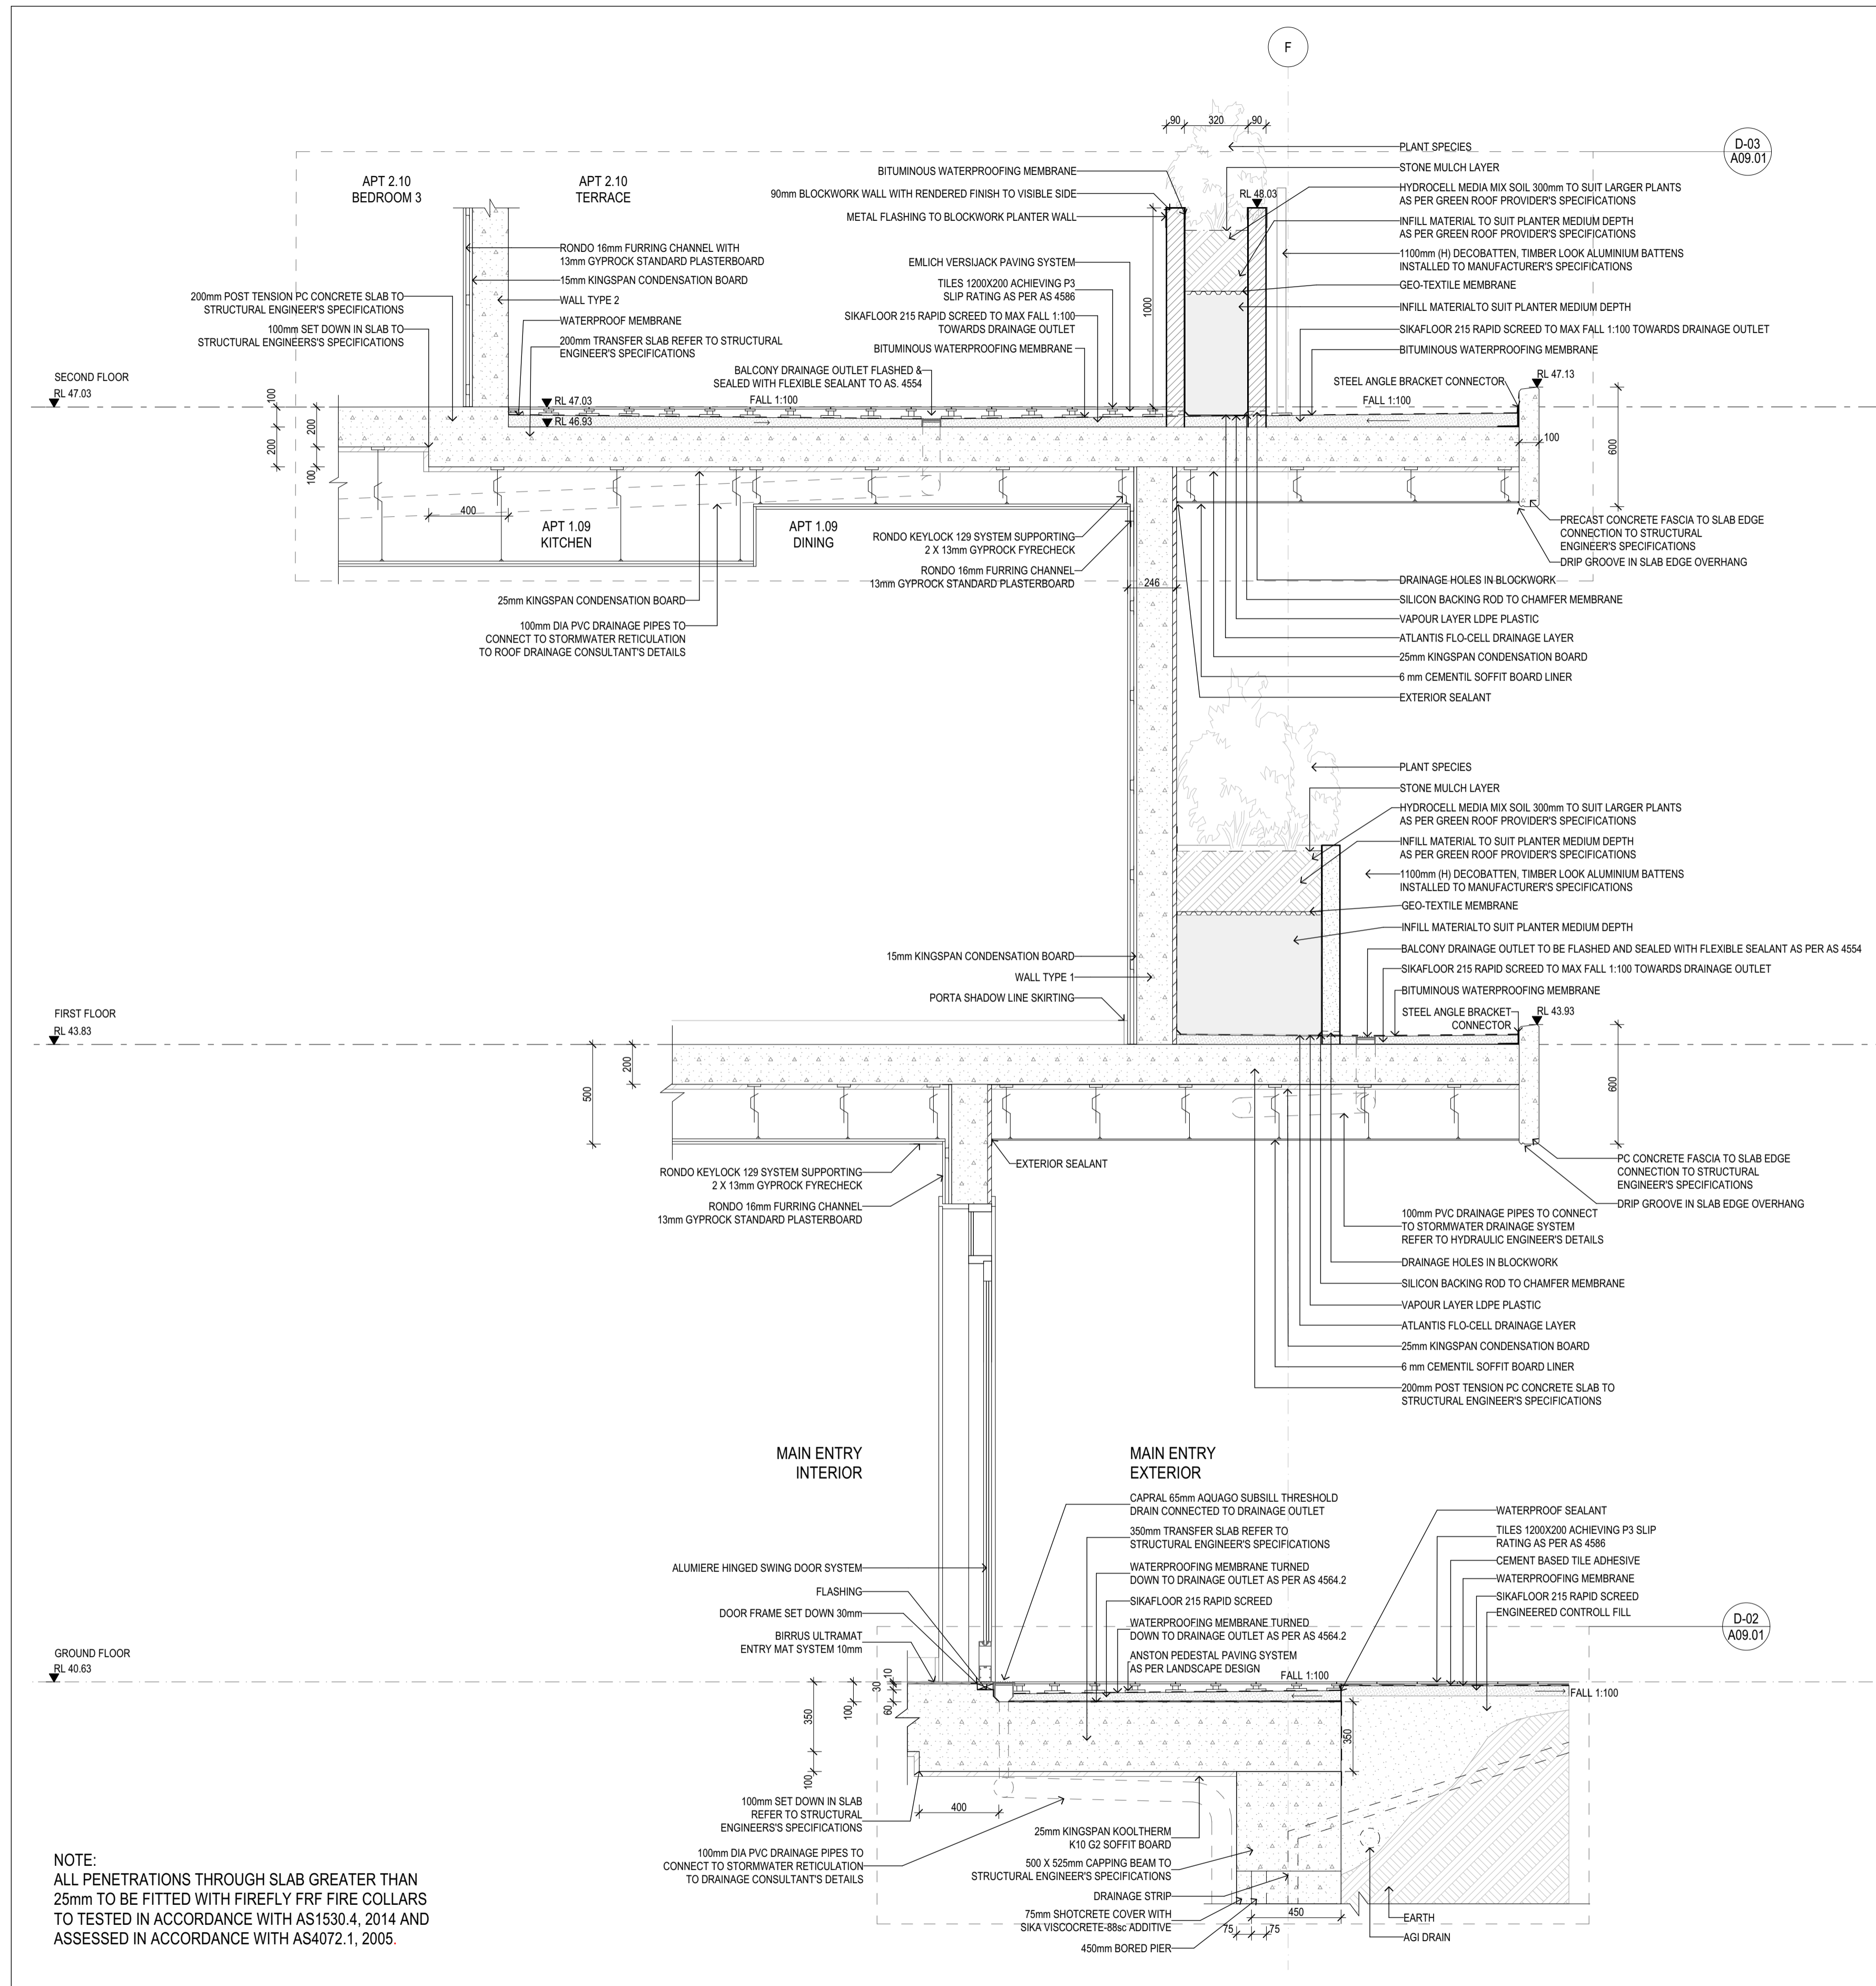 F
90
320
90
D-03
A09.01
APT 2.10
BEDROOM 3
APT 2.10
TERRACE
RONDO 16mm FURRING CHANNEL WITH
13mm GYPROCK STANDARD PLASTERBOARD
15mm KINGSPAN CONDENSATION BOARD
WALL TYPE 2
WATERPROOF MEMBRANE
200mm TRANSFER SLAB REFER TO STRUCTURAL
ENGINEER'S SPECIFICATIONS
200mm POST TENSION PC CONCRETE SLAB TO
STRUCTURAL ENGINEER'S SPECIFICATIONS
100mm SET DOWN IN SLAB TO
STRUCTURAL ENGINEERS'S SPECIFICATIONS
SECOND FLOOR
RL 47.03
BITUMINOUS WATERPROOFING MEMBRANE
90mm BLOCKWORK WALL WITH RENDERED FINISH TO VISIBLE SIDE
METAL FLASHING TO BLOCKWORK PLANTER WALL
EMLICH VERSIJACK PAVING SYSTEM
TILES 1200X200 ACHIEVING P3
SLIP RATING AS PER AS 4586
SIKAFLOOR 215 RAPID SCREED TO MAX FALL 1:100
TOWARDS DRAINAGE OUTLET
BITUMINOUS WATERPROOFING MEMBRANE
BALCONY DRAINAGE OUTLET FLASHED &
SEALED WITH FLEXIBLE SEALANT TO AS. 4554
1000
RL 48.03
PLANT SPECIES
STONE MULCH LAYER
HYDROCELL MEDIA MIX SOIL 300mm TO SUIT LARGER PLANTS
AS PER GREEN ROOF PROVIDER'S SPECIFICATIONS
INFILL MATERIAL TO SUIT PLANTER MEDIUM DEPTH
AS PER GREEN ROOF PROVIDER'S SPECIFICATIONS
1100mm (H) DECOBATTEN, TIMBER LOOK ALUMINIUM BATTENS
INSTALLED TO MANUFACTURER'S SPECIFICATIONS
GEO-TEXTILE MEMBRANE
INFILL MATERIALTO SUIT PLANTER MEDIUM DEPTH
SIKAFLOOR 215 RAPID SCREED TO MAX FALL 1:100 TOWARDS DRAINAGE OUTLET
BITUMINOUS WATERPROOFING MEMBRANE
STEEL ANGLE BRACKET CONNECTOR
RL 47.13
RL 47.03
FALL 1:100
RL 46.93
FALL 1:100
100
200
200
100
100
600
400
APT 1.09
KITCHEN
APT 1.09
DINING
RONDO KEYLOCK 129 SYSTEM SUPPORTING
2 X 13mm GYPROCK FYRECHECK
RONDO 16mm FURRING CHANNEL
13mm GYPROCK STANDARD PLASTERBOARD
246
25mm KINGSPAN CONDENSATION BOARD
100mm DIA PVC DRAINAGE PIPES TO
CONNECT TO STORMWATER RETICULATION
TO ROOF DRAINAGE CONSULTANT'S DETAILS
PRECAST CONCRETE FASCIA TO SLAB EDGE
CONNECTION TO STRUCTURAL
ENGINEER'S SPECIFICATIONS
DRIP GROOVE IN SLAB EDGE OVERHANG
DRAINAGE HOLES IN BLOCKWORK
SILICON BACKING ROD TO CHAMFER MEMBRANE
VAPOUR LAYER LDPE PLASTIC
ATLANTIS FLO-CELL DRAINAGE LAYER
25mm KINGSPAN CONDENSATION BOARD
6 mm CEMENTIL SOFFIT BOARD LINER
EXTERIOR SEALANT
PLANT SPECIES
STONE MULCH LAYER
HYDROCELL MEDIA MIX SOIL 300mm TO SUIT LARGER PLANTS
AS PER GREEN ROOF PROVIDER'S SPECIFICATIONS
INFILL MATERIAL TO SUIT PLANTER MEDIUM DEPTH
AS PER GREEN ROOF PROVIDER'S SPECIFICATIONS
1100mm (H) DECOBATTEN, TIMBER LOOK ALUMINIUM BATTENS
INSTALLED TO MANUFACTURER'S SPECIFICATIONS
GEO-TEXTILE MEMBRANE
INFILL MATERIALTO SUIT PLANTER MEDIUM DEPTH
BALCONY DRAINAGE OUTLET TO BE FLASHED AND SEALED WITH FLEXIBLE SEALANT AS PER AS 4554
SIKAFLOOR 215 RAPID SCREED TO MAX FALL 1:100 TOWARDS DRAINAGE OUTLET
BITUMINOUS WATERPROOFING MEMBRANE
STEEL ANGLE BRACKET
CONNECTOR
RL 43.93
15mm KINGSPAN CONDENSATION BOARD
WALL TYPE 1
PORTA SHADOW LINE SKIRTING
FIRST FLOOR
RL 43.83
200
500
600
RONDO KEYLOCK 129 SYSTEM SUPPORTING
2 X 13mm GYPROCK FYRECHECK
RONDO 16mm FURRING CHANNEL
13mm GYPROCK STANDARD PLASTERBOARD
EXTERIOR SEALANT
PC CONCRETE FASCIA TO SLAB EDGE
CONNECTION TO STRUCTURAL
ENGINEER'S SPECIFICATIONS
DRIP GROOVE IN SLAB EDGE OVERHANG
100mm PVC DRAINAGE PIPES TO CONNECT
TO STORMWATER DRAINAGE SYSTEM
REFER TO HYDRAULIC ENGINEER'S DETAILS
DRAINAGE HOLES IN BLOCKWORK
SILICON BACKING ROD TO CHAMFER MEMBRANE
VAPOUR LAYER LDPE PLASTIC
ATLANTIS FLO-CELL DRAINAGE LAYER
25mm KINGSPAN CONDENSATION BOARD
6 mm CEMENTIL SOFFIT BOARD LINER
200mm POST TENSION PC CONCRETE SLAB TO
STRUCTURAL ENGINEER'S SPECIFICATIONS
MAIN ENTRY
INTERIOR
MAIN ENTRY
EXTERIOR
CAPRAL 65mm AQUAGO SUBSILL THRESHOLD
DRAIN CONNECTED TO DRAINAGE OUTLET
350mm TRANSFER SLAB REFER TO
STRUCTURAL ENGINEER'S SPECIFICATIONS
WATERPROOFING MEMBRANE TURNED
DOWN TO DRAINAGE OUTLET AS PER AS 4564.2
SIKAFLOOR 215 RAPID SCREED
WATERPROOFING MEMBRANE TURNED
DOWN TO DRAINAGE OUTLET AS PER AS 4564.2
ANSTON PEDESTAL PAVING SYSTEM
AS PER LANDSCAPE DESIGN
FALL 1:100
WATERPROOF SEALANT
TILES 1200X200 ACHIEVING P3 SLIP
RATING AS PER AS 4586
CEMENT BASED TILE ADHESIVE
WATERPROOFING MEMBRANE
SIKAFLOOR 215 RAPID SCREED
ENGINEERED CONTROLL FILL
D-02
A09.01
ALUMIERE HINGED SWING DOOR SYSTEM
FLASHING
DOOR FRAME SET DOWN 30mm
BIRRUS ULTRAMAT
ENTRY MAT SYSTEM 10mm
GROUND FLOOR
RL 40.63
FALL 1:100
10
30
60
100
350
100
350
400
100mm SET DOWN IN SLAB
REFER TO STRUCTURAL
ENGINEERS'S SPECIFICATIONS
100mm DIA PVC DRAINAGE PIPES TO
CONNECT TO STORMWATER RETICULATION
TO DRAINAGE CONSULTANT'S DETAILS
25mm KINGSPAN KOOLTHERM
K10 G2 SOFFIT BOARD
500 X 525mm CAPPING BEAM TO
STRUCTURAL ENGINEER'S SPECIFICATIONS
DRAINAGE STRIP
75mm SHOTCRETE COVER WITH
SIKA VISCOCRETE-88sc ADDITIVE
450mm BORED PIER
450
75
75
EARTH
AGI DRAIN
NOTE:
ALL PENETRATIONS THROUGH SLAB GREATER THAN
25mm TO BE FITTED WITH FIREFLY FRF FIRE COLLARS
TO TESTED IN ACCORDANCE WITH AS1530.4, 2014 AND
ASSESSED IN ACCORDANCE WITH AS4072.1, 2005.